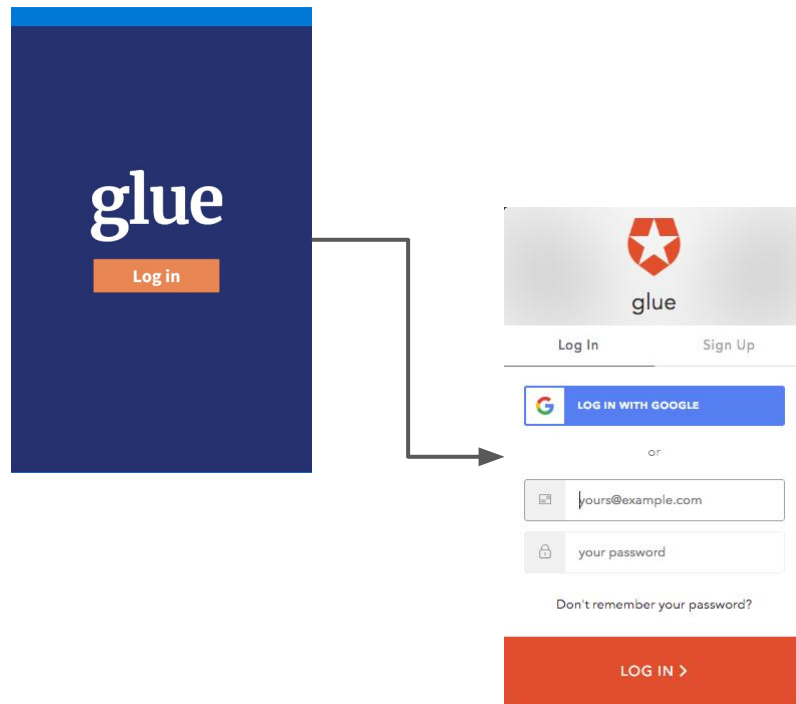 glue
Log in
glue
Log In
Sign Up
LOG IN WITH GOOGLE
or
yours@example.com
your password
Don't remember your password?
LOG IN >